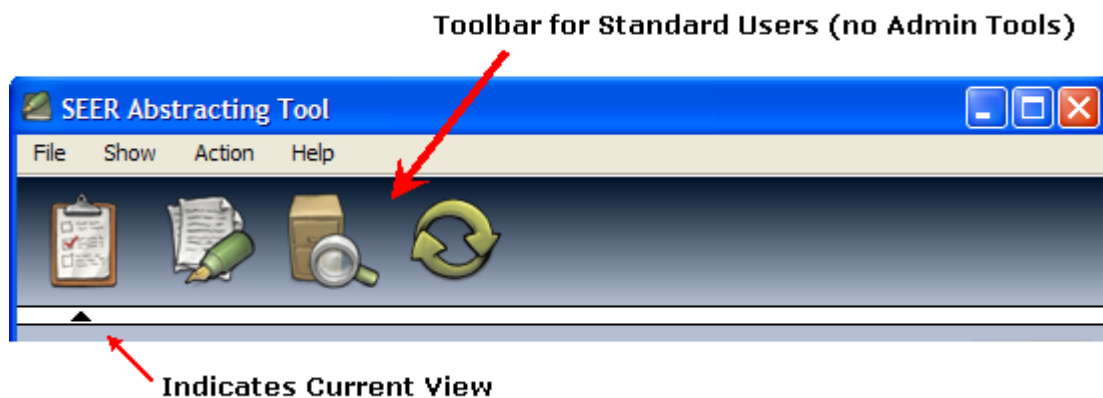 Toolbar for Standard Users (no Admin Tools)
SEER Abstracting Tool
File Show Action Help
Indicates Current View